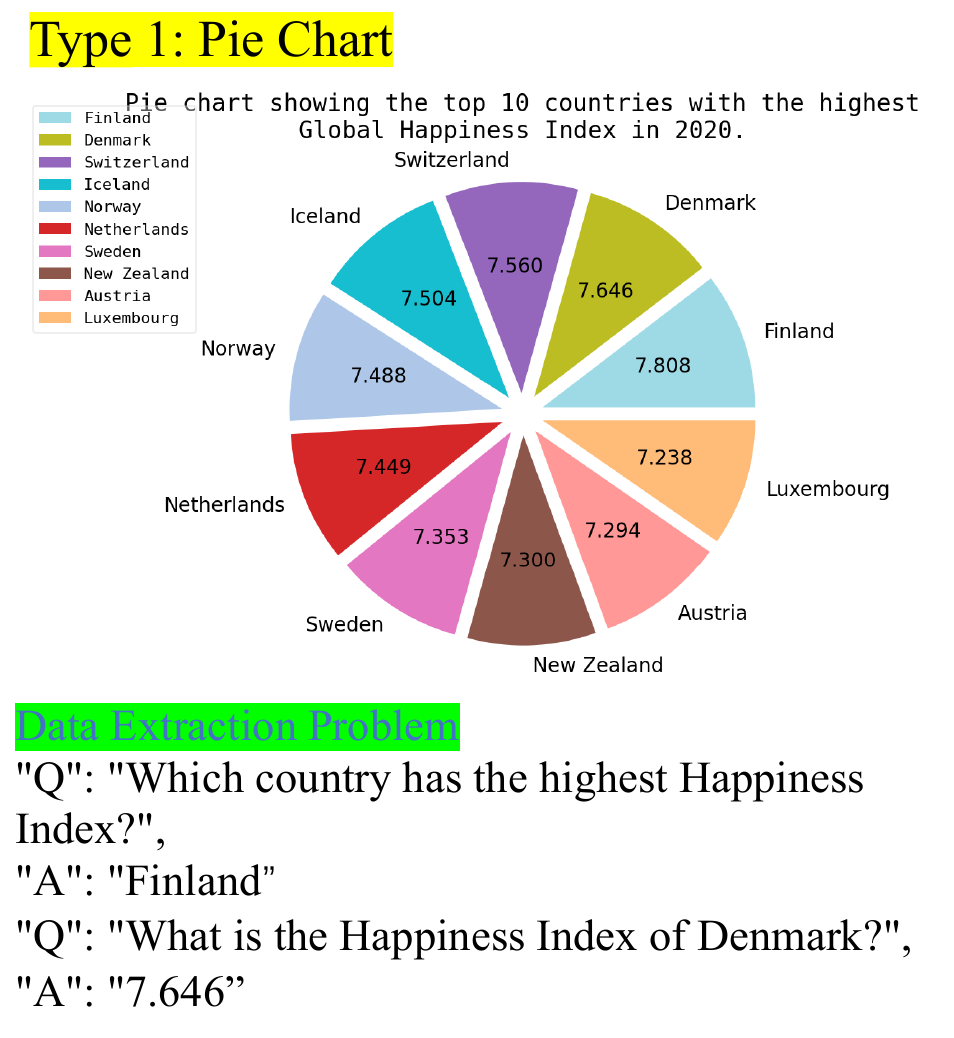 Type 1: Pie Chart
Pie chart showing the top 10 countries with the highest
Global Happiness Index in 2020.
Finland
Denmark
Switzerland
Iceland
Norway
Netherlands
Sweden
New Zealand
Austria
Luxembourg
Switzerland
Denmark
Iceland
Finland
Norway
Netherlands
Luxembourg
Sweden
Austria
New Zealand
7.560
7.646
7.504
7.808
7.488
7.449
7.238
7.353
7.294
7.300
Data Extraction Problem
"Q": "Which country has the highest Happiness
Index?",
"A": "Finland”
"Q": "What is the Happiness Index of Denmark?",
"A": "7.646”